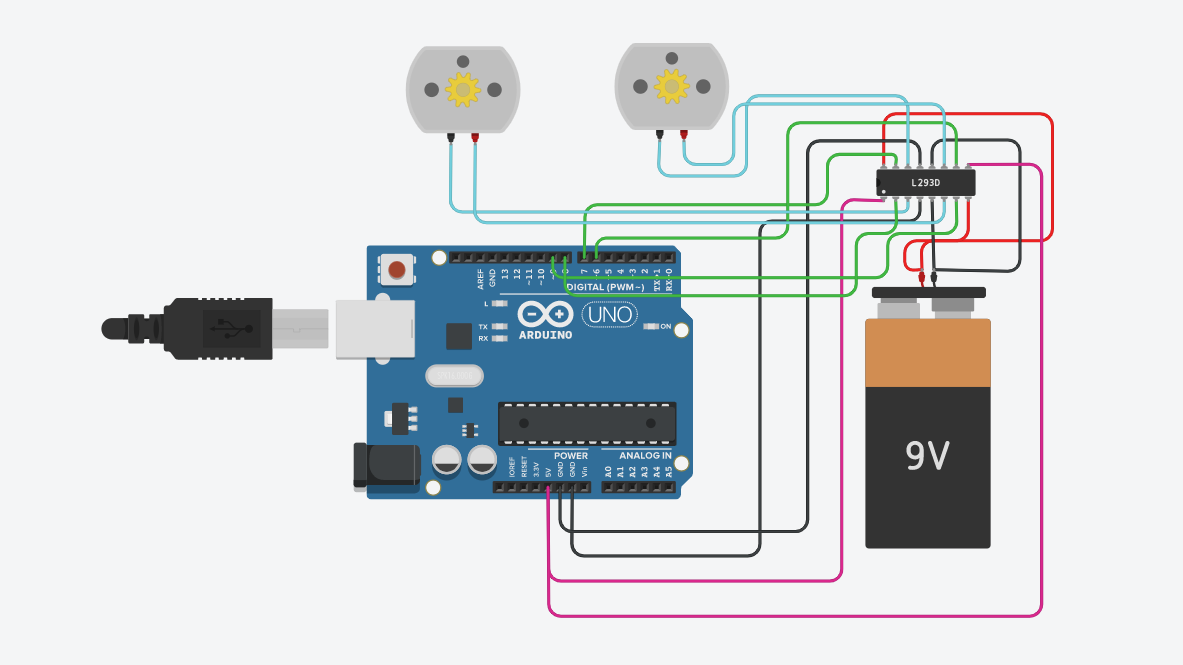 L293D
AREF
GND
13
12
~11
~10
~9
8
7
~6
~5
4
~3
2
TX→1
RX←0
DIGITAL (PWM~)
L
TX
RX
ARDUINO
UNO
ON
POWER
ANALOG IN
IOREF
RESET
3.3V
5V
GND
GND
Vin
A0
A1
A2
A3
A4
A5
9V